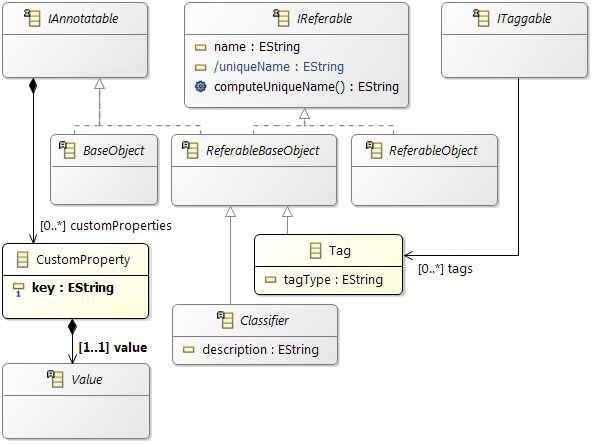 IAnnotatable
IReferable
name : EString
/uniqueName : EString
computeUniqueName() : EString
ITaggable
BaseObject
ReferableBaseObject
ReferableObject
[0..*] customProperties
CustomProperty
key : EString
Tag
tagType : EString
[0..*] tags
Classifier
description : EString
[1..1] value
Value